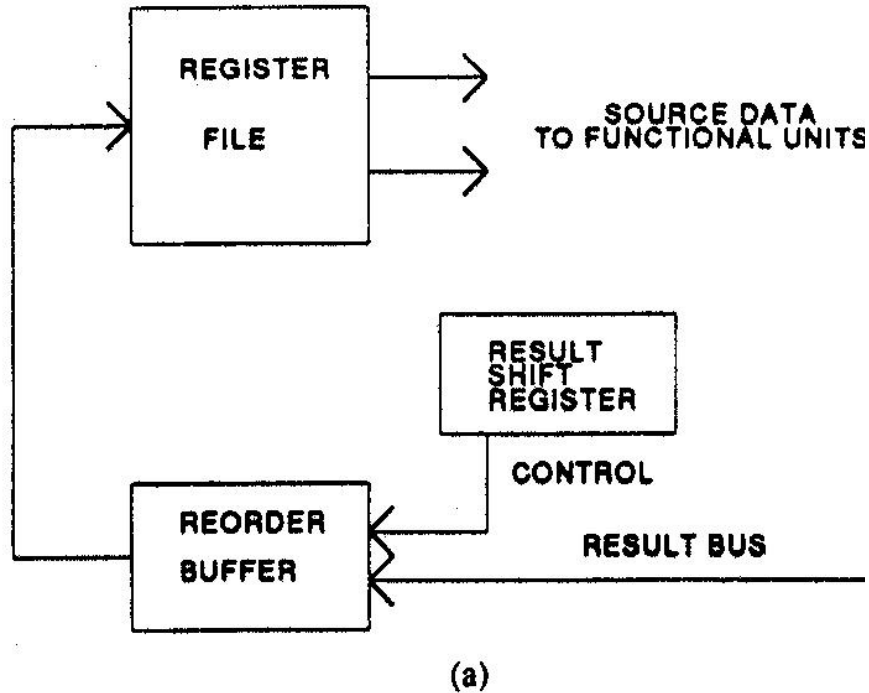 REGISTER
FILE
SOURCE DATA
TO FUNCTIONAL UNITS
RESULT
SHIFT
REGISTER
CONTROL
REORDER
BUFFER
RESULT BUS
(a)